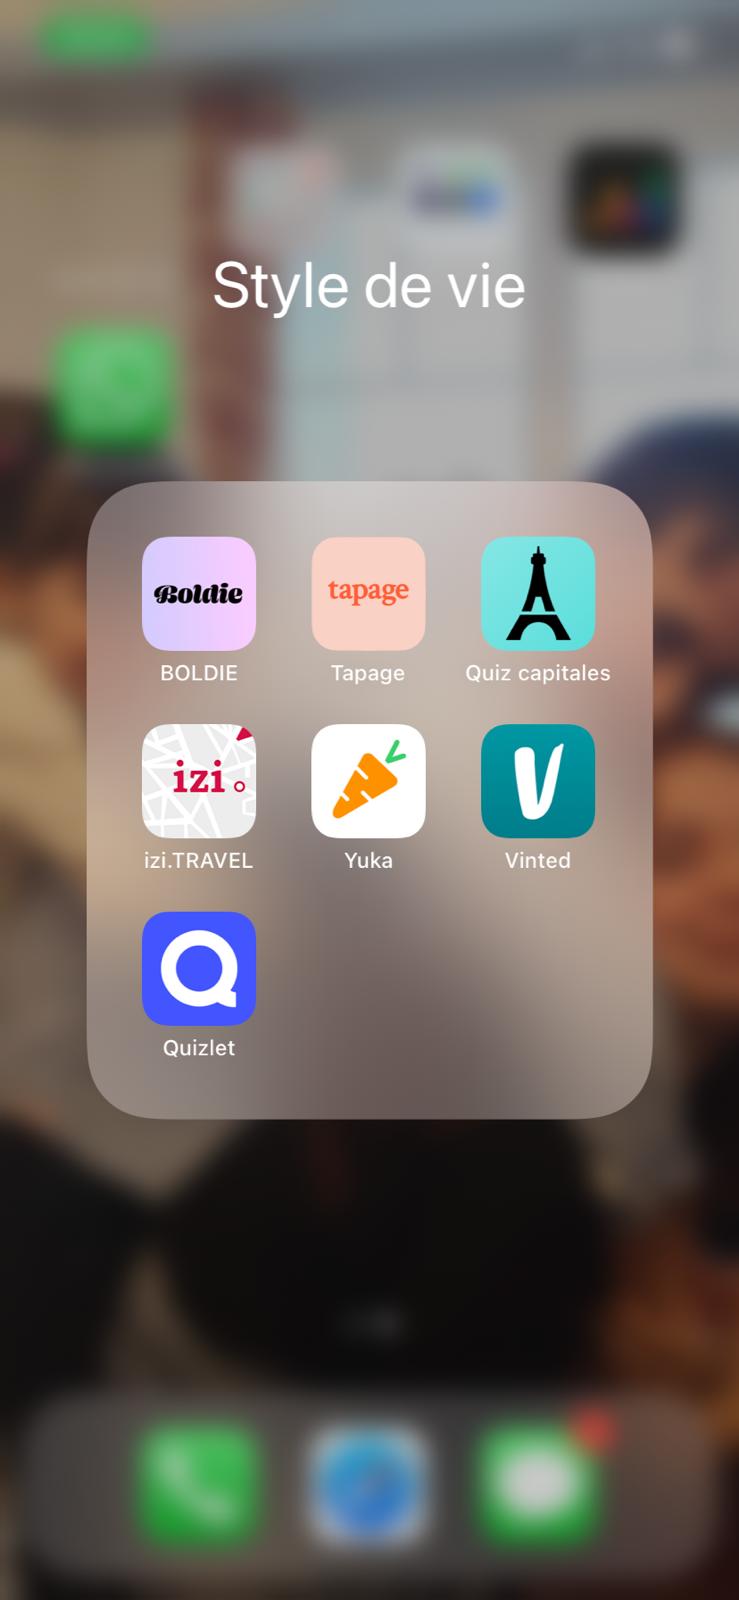 Style de vie
Boldie
tapage
BOLDIE
Tapage
Quiz capitales
izi
izi.TRAVEL
Yuka
Vinted
Quizlet